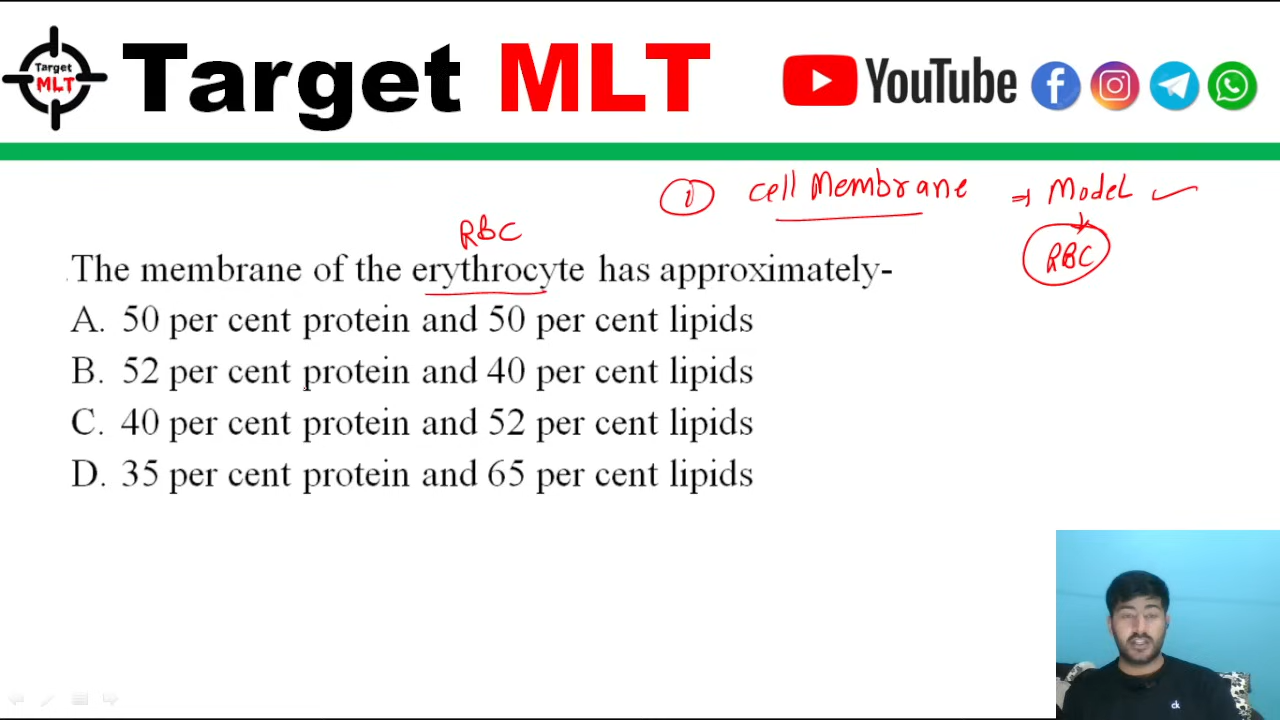 Target MLT
Target MLT YouTube
① Cell Membrane ⇒ Model ✓
RBC
RBC
The membrane of the erythrocyte has approximately-
A. 50 per cent protein and 50 per cent lipids
B. 52 per cent protein and 40 per cent lipids
C. 40 per cent protein and 52 per cent lipids
D. 35 per cent protein and 65 per cent lipids
ck